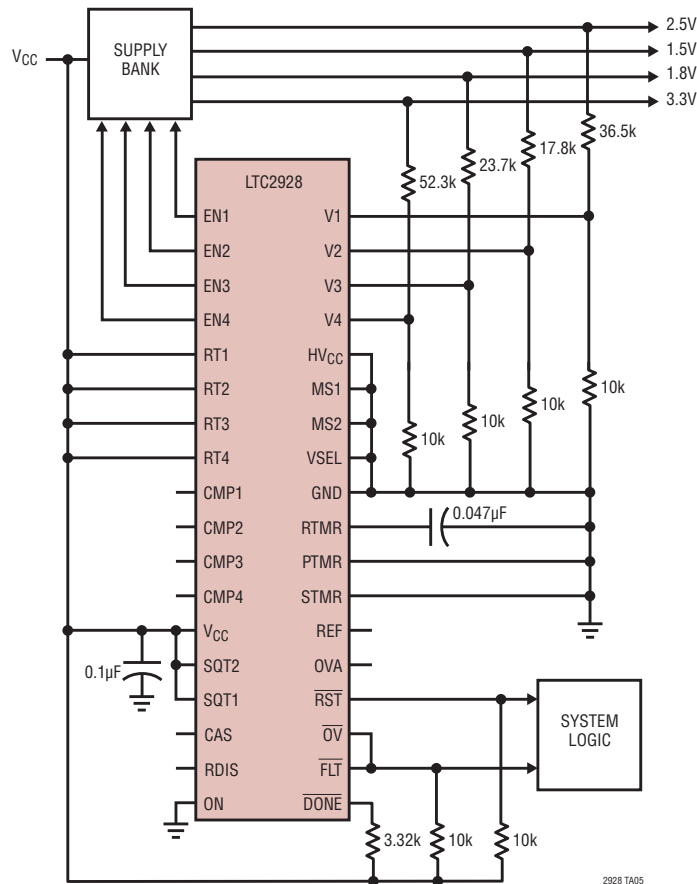 VCC
SUPPLY
BANK
2.5V
1.5V
1.8V
3.3V
36.5k
17.8k
23.7k
52.3k
LTC2928
EN1
EN2
EN3
EN4
RT1
RT2
RT3
RT4
CMP1
CMP2
CMP3
CMP4
VCC
SQT2
SQT1
CAS
RDIS
ON
V1
V2
V3
V4
HVCC
MS1
MS2
VSEL
GND
RTMR
PTMR
STMR
REF
OVA
RST
OV
FLT
DONE
10k
10k
10k
10k
0.047µF
0.1µF
SYSTEM
LOGIC
3.32k
10k
10k
2928 TA05